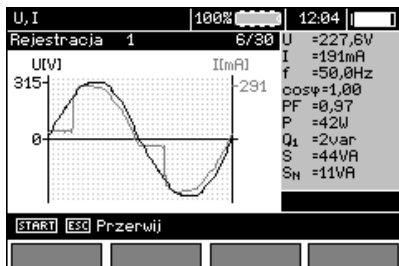 U,I 100% 12:04
Rejestracja 1 6/30
U[V] I[mA]
315
291
0
U =227,6V
I =191mA
f =50,0Hz
cosφ=1,00
PF =0,97
P =42W
Q₁ =2var
S =44VA
Sɴ =11VA
START ESC Przerwij